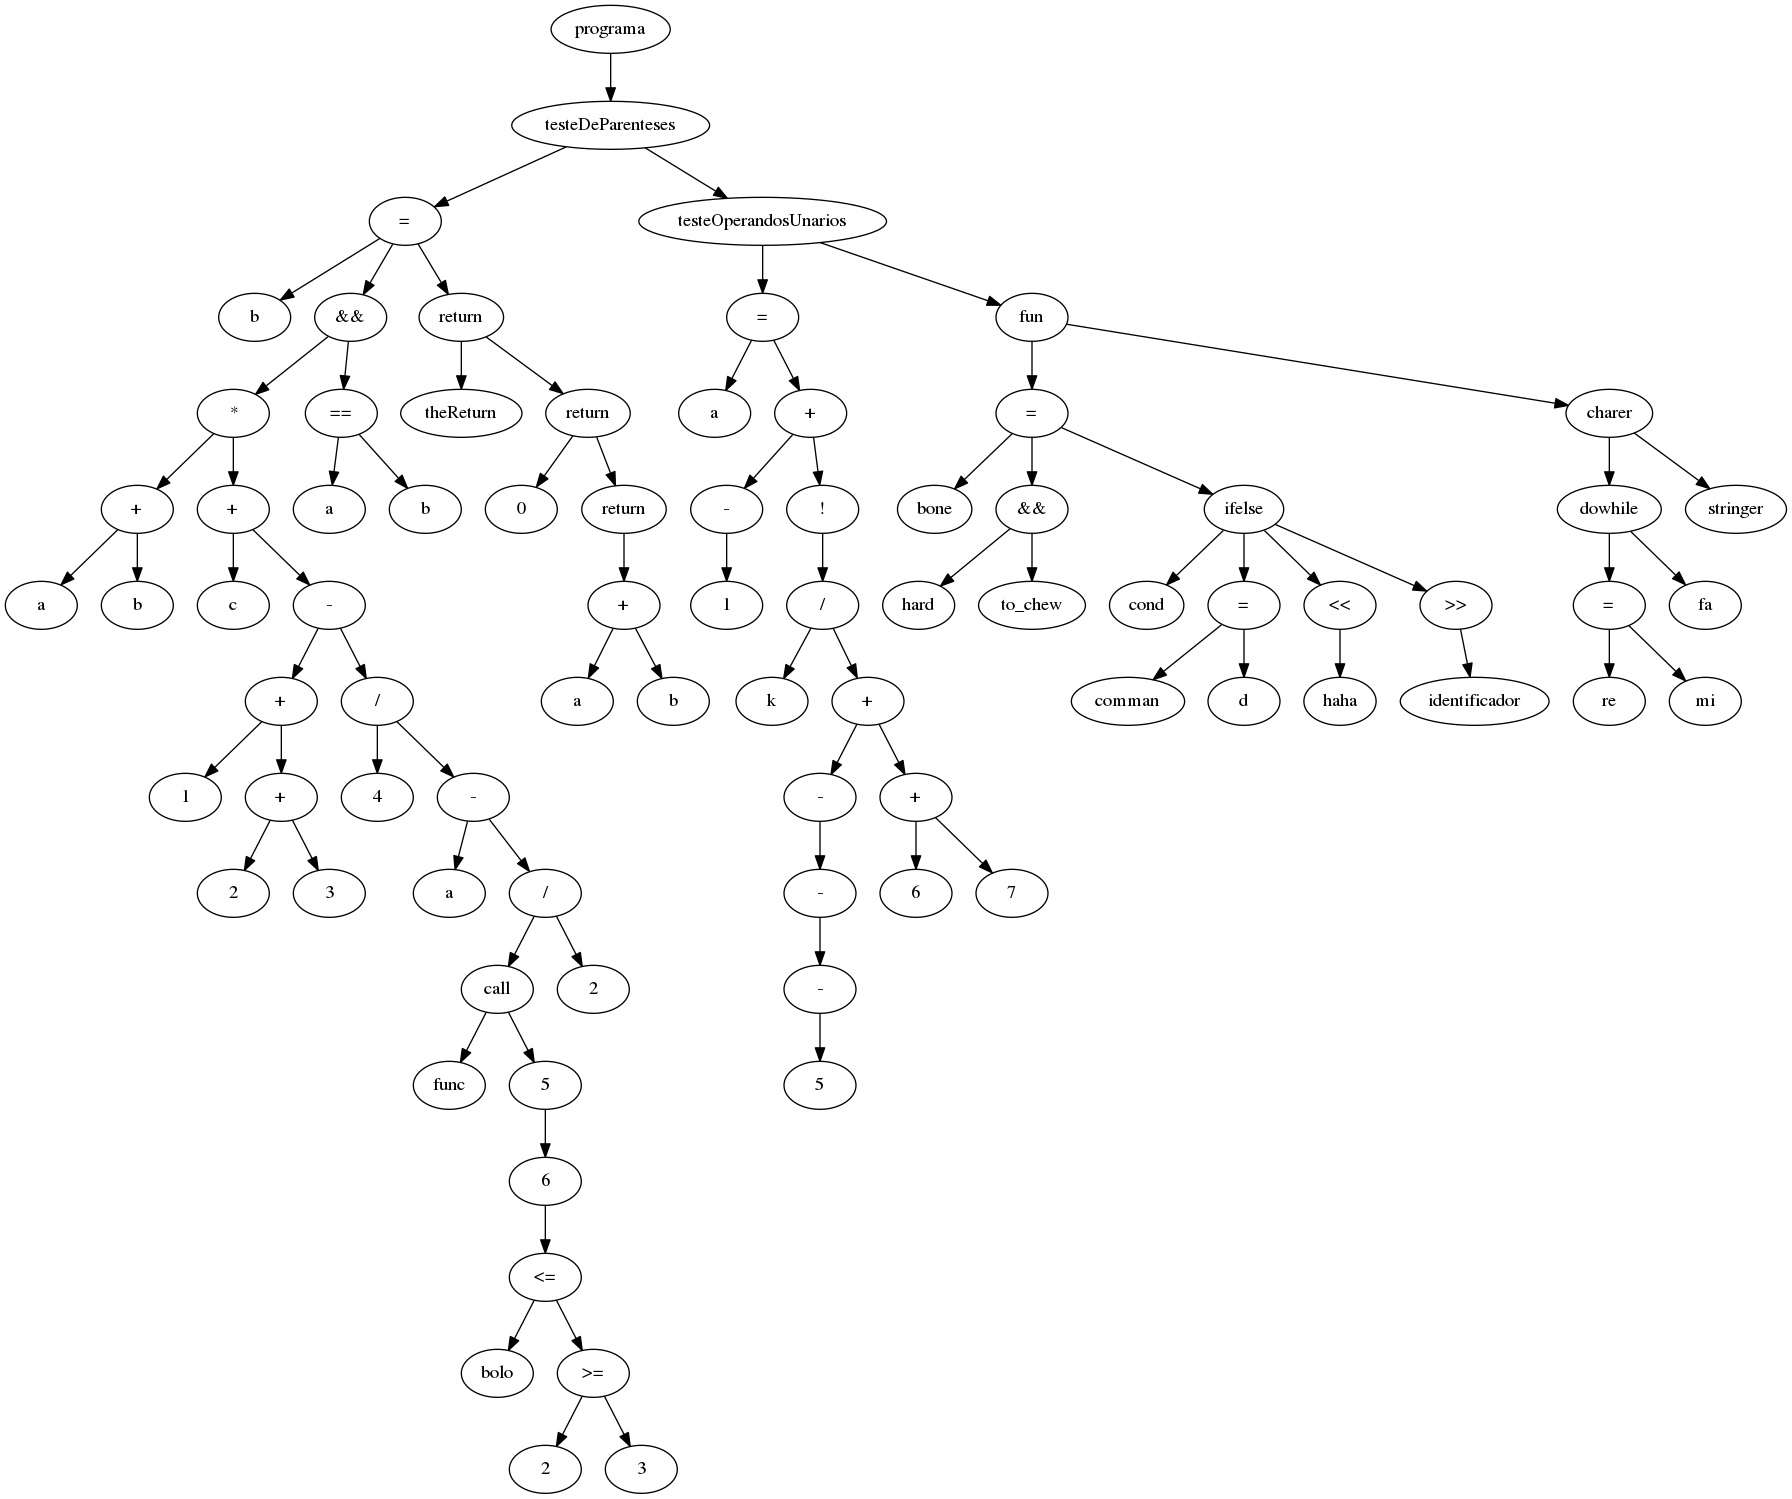 programa
testeDeParenteses
= testeOperandosUnarios
b && return = fun
* == theReturn return a + = charer
+ + a b 0 return - ! bone && ifelse dowhile stringer
a b c - + 1 / hard to_chew cond = << >> = fa
+ / a b k + comman d haha identificador re mi
1 + 4 - - +
2 3 a / - 6 7
call 2 -
func 5 5
6
<=
bolo >=
2 3